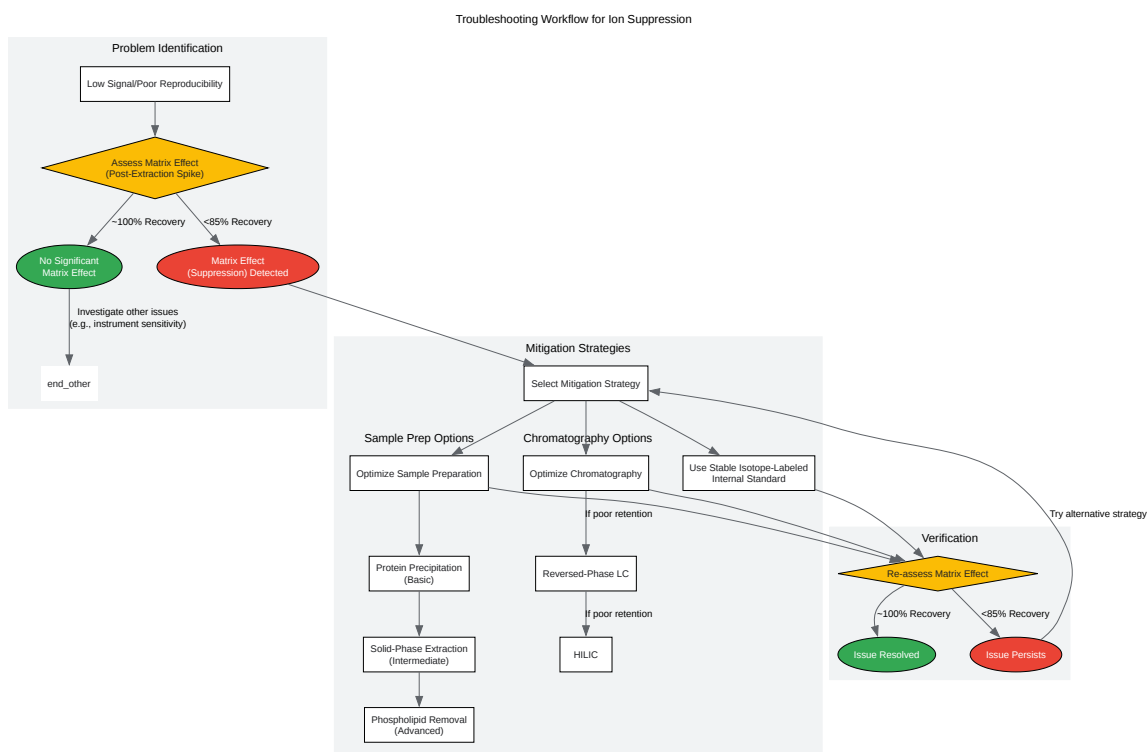 Troubleshooting Workflow for Ion Suppression
Problem Identification
Low Signal/Poor Reproducibility
Assess Matrix Effect
(Post-Extraction Spike)
~100% Recovery
<85% Recovery
No Significant
Matrix Effect
Matrix Effect
(Suppression) Detected
Investigate other issues
(e.g., instrument sensitivity)
end_other
Mitigation Strategies
Select Mitigation Strategy
Sample Prep Options
Chromatography Options
Optimize Sample Preparation
Optimize Chromatography
Use Stable Isotope-Labeled
Internal Standard
If poor retention
Try alternative strategy
Protein Precipitation
(Basic)
Reversed-Phase LC
If poor retention
Solid-Phase Extraction
(Intermediate)
HILIC
Phospholipid Removal
(Advanced)
Verification
Re-assess Matrix Effect
~100% Recovery
<85% Recovery
Issue Resolved
Issue Persists